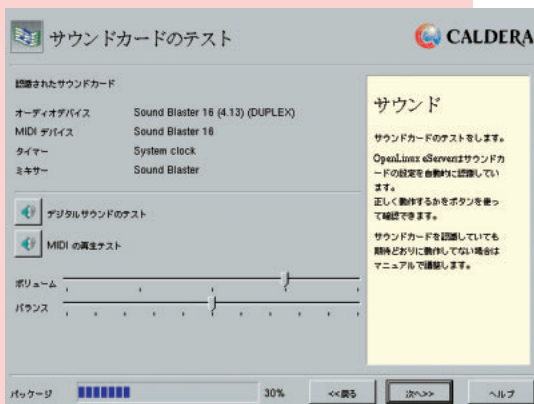 サウンドカードのテスト
CALDERA
認識されたサウンドカード
オーディオデバイス Sound Blaster 16 (4.13) (DUPLEX)
MIDI デバイス Sound Blaster 16
タイマー System clock
ミキサー Sound Blaster
デジタルサウンドのテスト
MIDI の再生テスト
ボリューム
バランス
サウンド
サウンドカードのテストをします。
OpenLinux eServerはサウンドカ
ードの設定を自動的に認識してい
ます。
正しく動作するかをボタンを使っ
て確認できます。
サウンドカードを認識していても
期待どおりに動作してない場合は
マニュアルで調整します。
パッケージ 30% <<戻る 次へ>> ヘルプ